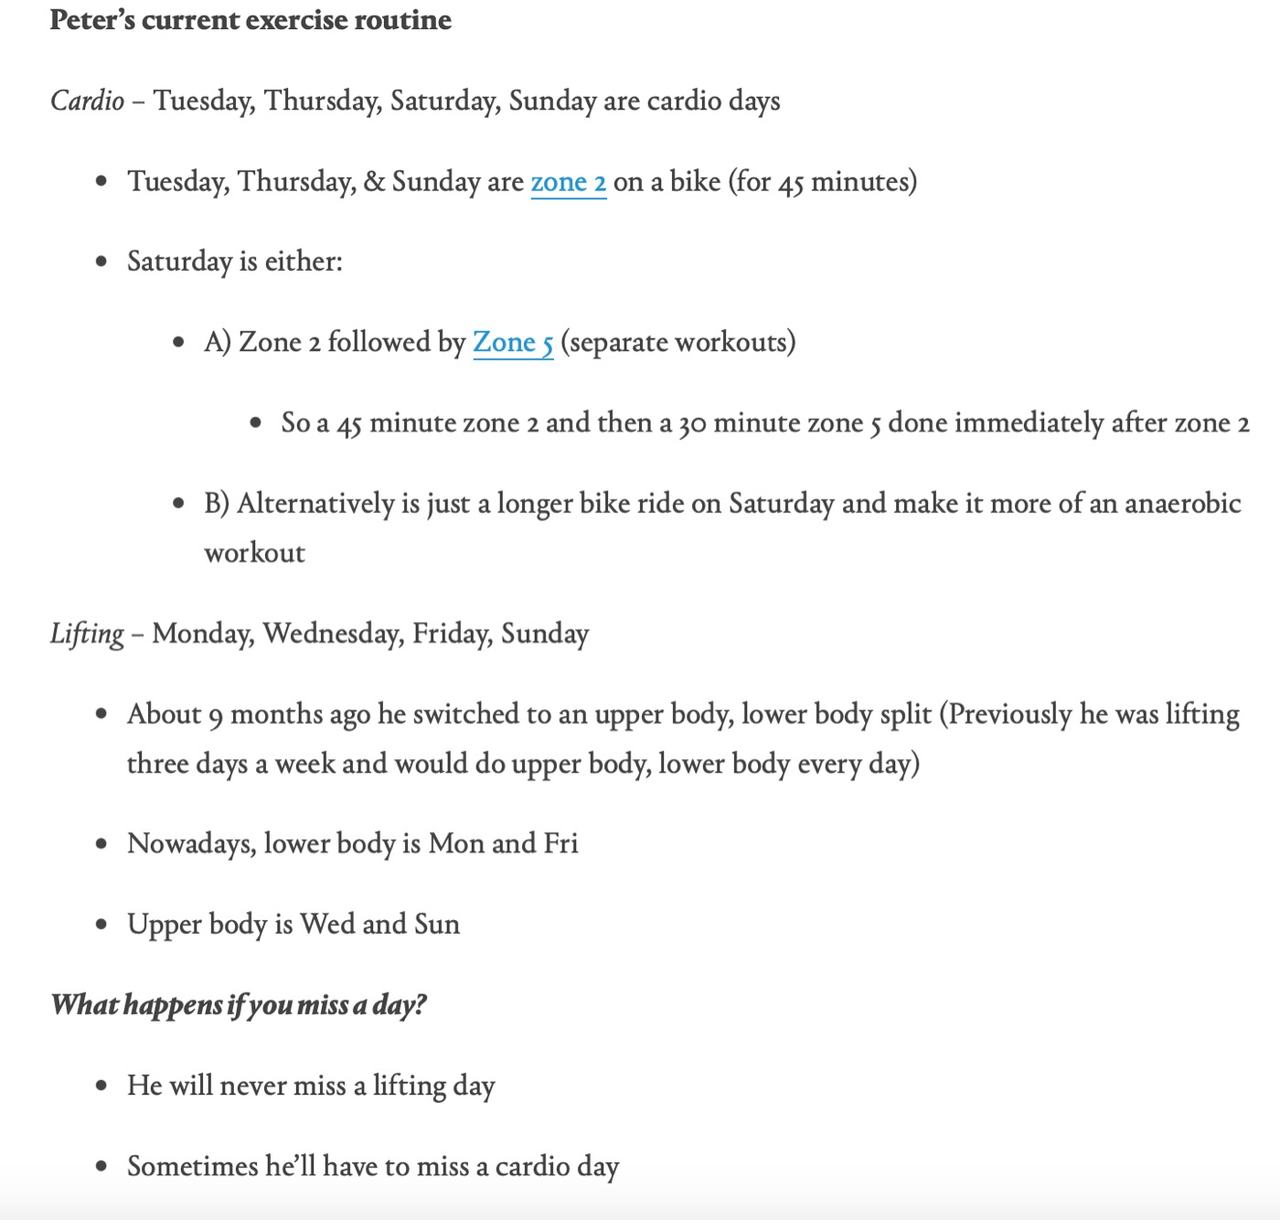 Peter’s current exercise routine
Cardio – Tuesday, Thursday, Saturday, Sunday are cardio days
• Tuesday, Thursday, & Sunday are zone 2 on a bike (for 45 minutes)
• Saturday is either:
• A) Zone 2 followed by Zone 5 (separate workouts)
• So a 45 minute zone 2 and then a 30 minute zone 5 done immediately after zone 2
• B) Alternatively is just a longer bike ride on Saturday and make it more of an anaerobic
workout
Lifting – Monday, Wednesday, Friday, Sunday
• About 9 months ago he switched to an upper body, lower body split (Previously he was lifting
three days a week and would do upper body, lower body every day)
• Nowadays, lower body is Mon and Fri
• Upper body is Wed and Sun
What happens if you miss a day?
• He will never miss a lifting day
• Sometimes he’ll have to miss a cardio day